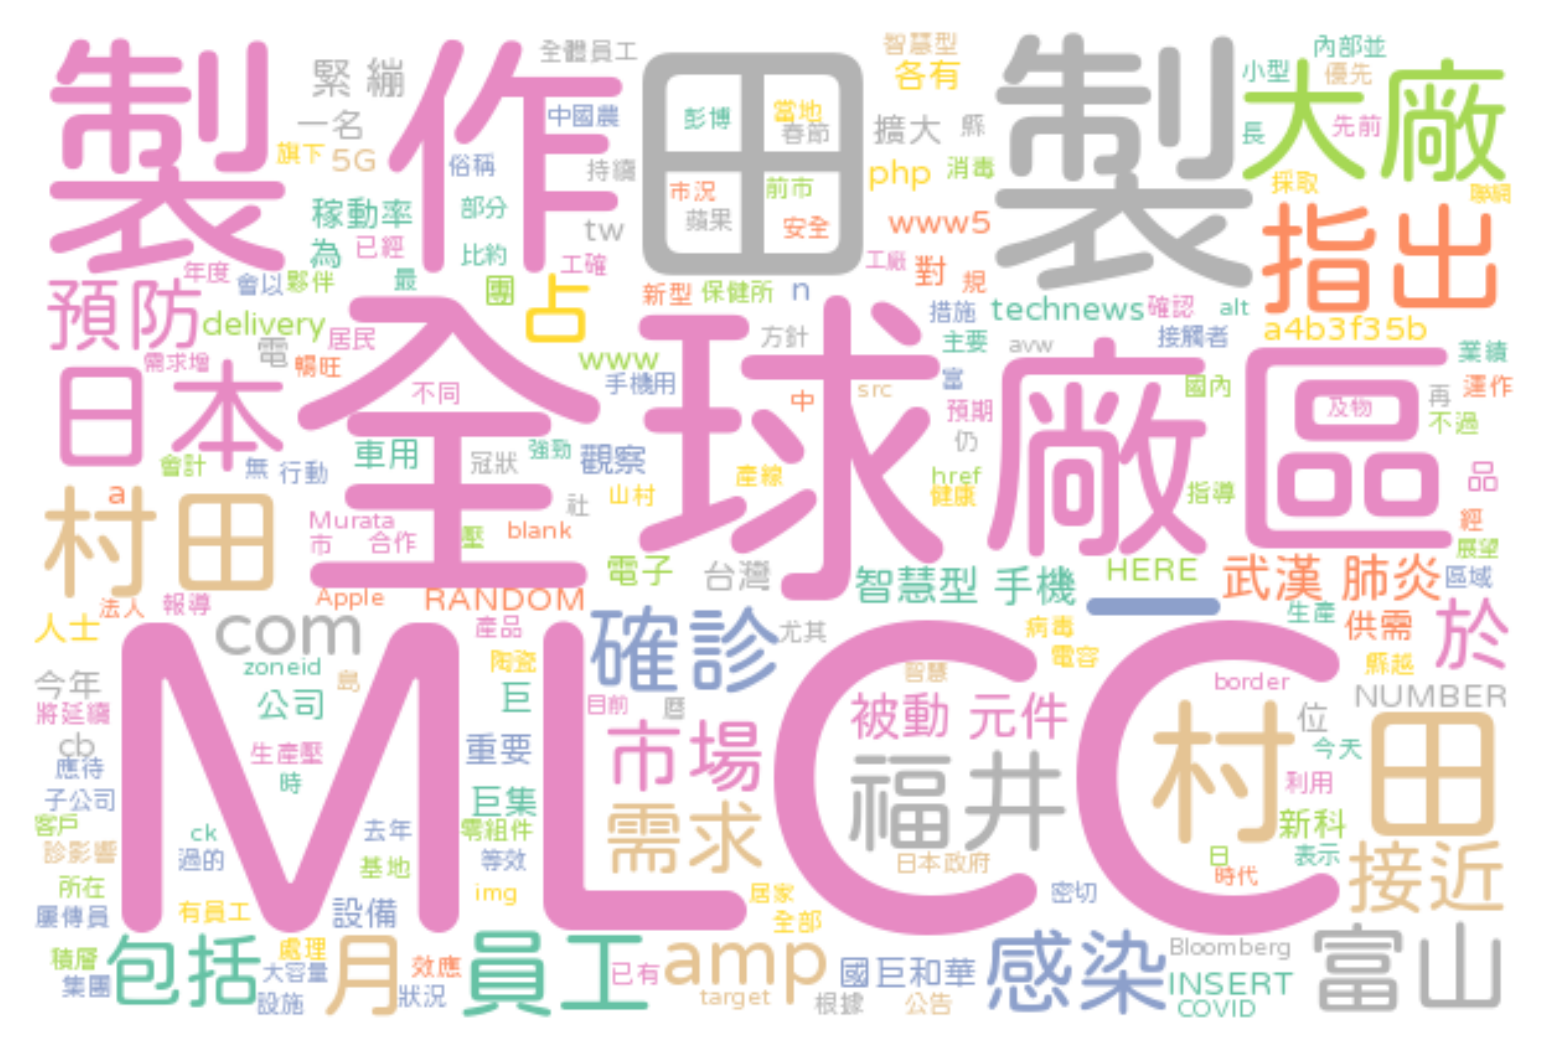 製作
田
製
大廠
緊繃
全體員工
智慧型
各有
內部並
小型
優先
一名
中國農
彭博
當地
春節
擴大
縣
長
先前
旗下
5G
俗稱
持續
php
消毒
採取
聯網
市況
前市
蘋果
安全
稼動率
部分
tw
www5
指出
為
已經
比約
工確
工廠
對
規
年度
會以
夥伴
最
團
占
新型
保健所
n
措施
technews
確認
alt
預防
delivery
居民
全球
方針
主要
avw
接觸者
a4b3f35b
電
需求增
暢旺
www
手機用
富
廠區
國內
業績
再
運作
日本
不同
中
src
預期
及物
不過
仍
車用
強勁
冠狀
觀察
產線
href
會計
無
行動
山村
健康
指導
品
村田
a
社
Murata
市
合作
壓
blank
經
展望
電子
台灣
智慧型
手機
HERE
武漢
肺炎
區域
法人
報導
Apple
RANDOM
人士
com
產品
確診
尤其
病毒
生產
供需
於
MLCC
zoneid
島
陶瓷
智慧
電容
縣越
今年
公司
巨
目前
曆
border
NUMBER
將延續
被動
元件
村田
位
cb
生產壓
重要
市場
今天
應待
時
福井
利用
子公司
巨集
客戶
ck
去年
零組件
需求
新科
診影響
過的
基地
等效
日本政府
日
表示
時代
接近
所在
img
居家
密切
屢傳員
有員工
設備
全部
包括
處理
月
員工
amp
感染
Bloomberg
富山
積層
大容量
效應
已有
國巨和華
INSERT
集團
設施
狀況
target
根據
公告
COVID